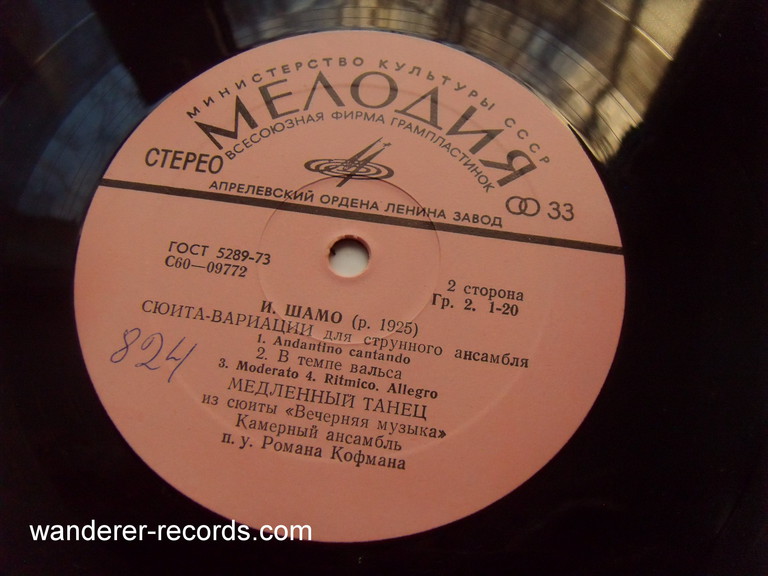 МИНИСТЕРСТВО КУЛЬТУРЫ СССР
МЕЛОДИЯ
ВСЕСОЮЗНАЯ ФИРМА ГРАМПЛАСТИНОК
СТЕРЕО
АПРЕЛЕВСКИЙ ОРДЕНА ЛЕНИНА ЗАВОД
33
ГОСТ 5289-73
С60—09772
2 сторона
Гр. 2. 1-20
И. ШАМО (р. 1925)
СЮИТА-ВАРИАЦИИ для струнного ансамбля
1. Andantino cantando
2. В темпе вальса
3. Moderato 4. Ritmico. Allegro
МЕДЛЕННЫЙ ТАНЕЦ
из сюиты «Вечерняя музыка»
Камерный ансамбль
п. у. Романа Кофмана
824
wanderer-records.com